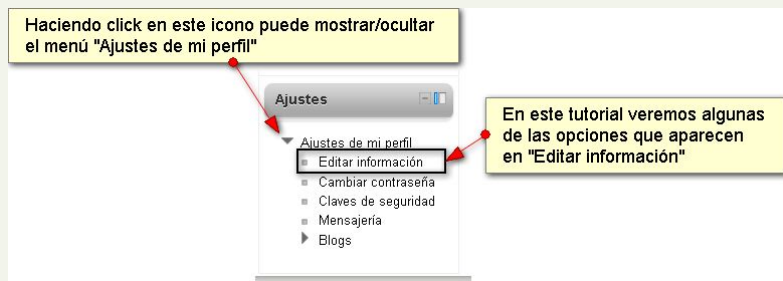 Haciendo click en este icono puede mostrar/ocultar
el menú "Ajustes de mi perfil"
Ajustes
Ajustes de mi perfil
Editar información
Cambiar contraseña
Claves de seguridad
Mensajería
Blogs
En este tutorial veremos algunas
de las opciones que aparecen
en "Editar información"